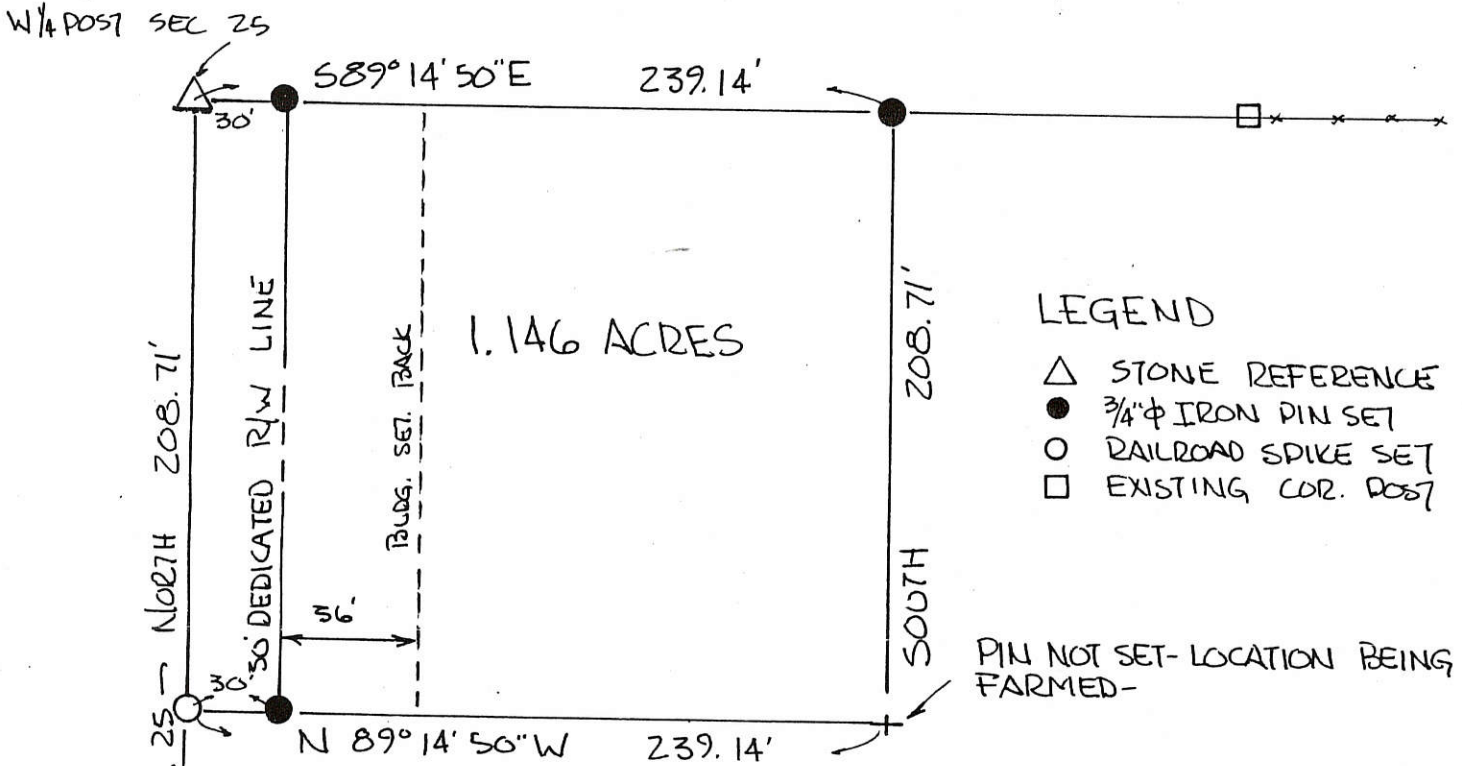 W¼ POST SEC 25
S89°14'50"E 239.14'
30'
NORTH 208.71'
25
30' DEDICATED R/W LINE
BLDG. SET. BACK
1.146 ACRES
208.71'
SOUTH
LEGEND
STONE REFERENCE
3/4"ϕ IRON PIN SET
RAILROAD SPIKE SET
EXISTING COR. POST
56'
30'
PIN NOT SET- LOCATION BEING
FARMED-
N 89°14'50"W 239.14'